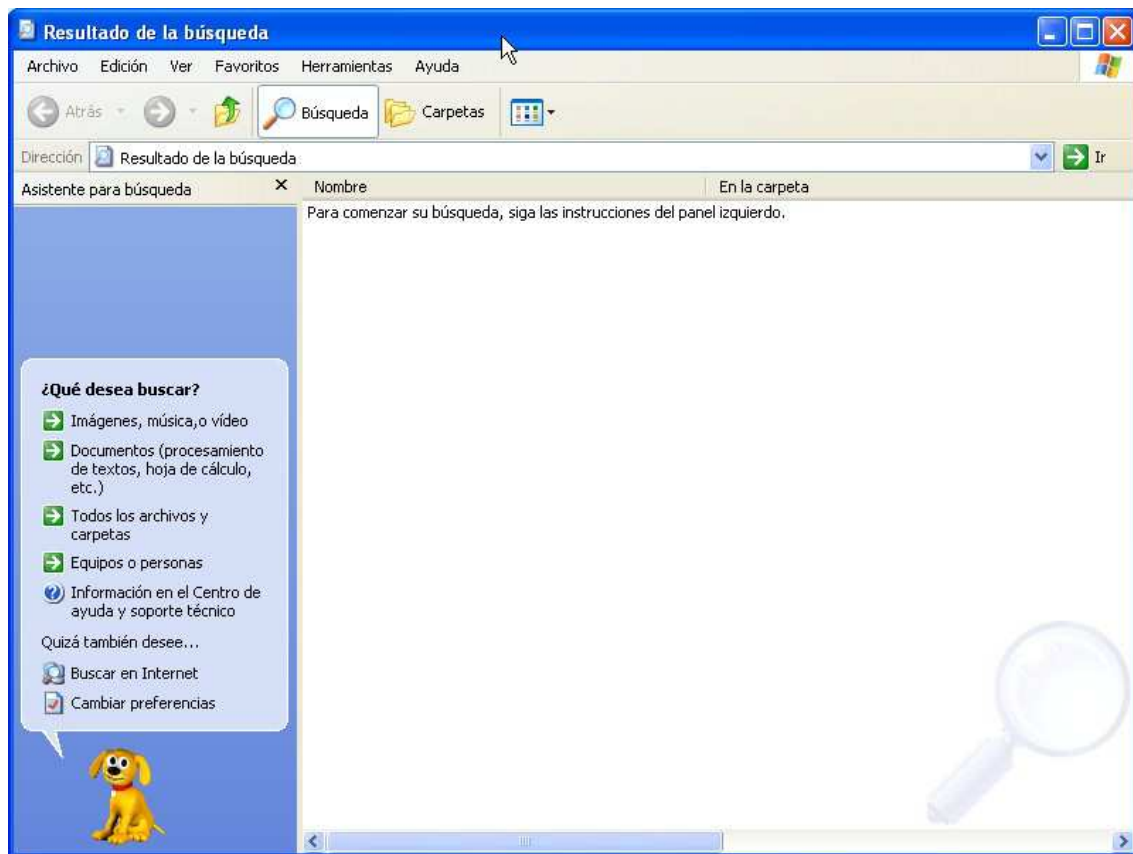 Resultado de la búsqueda
Archivo Edición Ver Favoritos Herramientas Ayuda
Atrás Búsqueda Carpetas
Dirección Resultado de la búsqueda Ir
Asistente para búsqueda Nombre En la carpeta
Para comenzar su búsqueda, siga las instrucciones del panel izquierdo.
¿Qué desea buscar?
Imágenes, música,o vídeo
Documentos (procesamiento
de textos, hoja de cálculo,
etc.)
Todos los archivos y
carpetas
Equipos o personas
Información en el Centro de
ayuda y soporte técnico
Quizá también desee...
Buscar en Internet
Cambiar preferencias